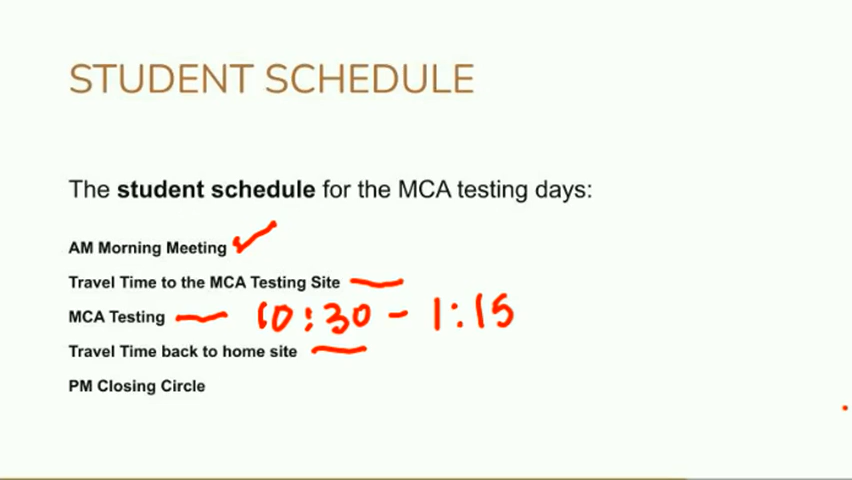 STUDENT SCHEDULE
The student schedule for the MCA testing days:
AM Morning Meeting
Travel Time to the MCA Testing Site
MCA Testing 10:30 - 1:15
Travel Time back to home site
PM Closing Circle